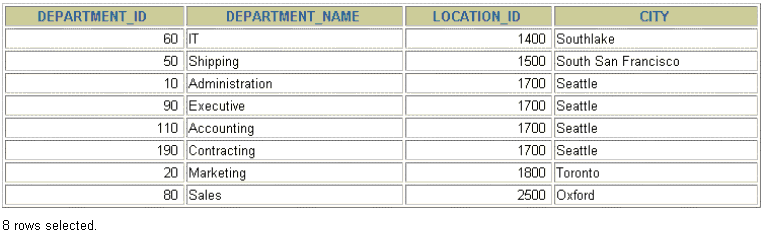 DEPARTMENT_ID DEPARTMENT_NAME LOCATION_ID CITY
60 IT 1400 Southlake
50 Shipping 1500 South San Francisco
10 Administration 1700 Seattle
90 Executive 1700 Seattle
110 Accounting 1700 Seattle
190 Contracting 1700 Seattle
20 Marketing 1800 Toronto
80 Sales 2500 Oxford
8 rows selected.